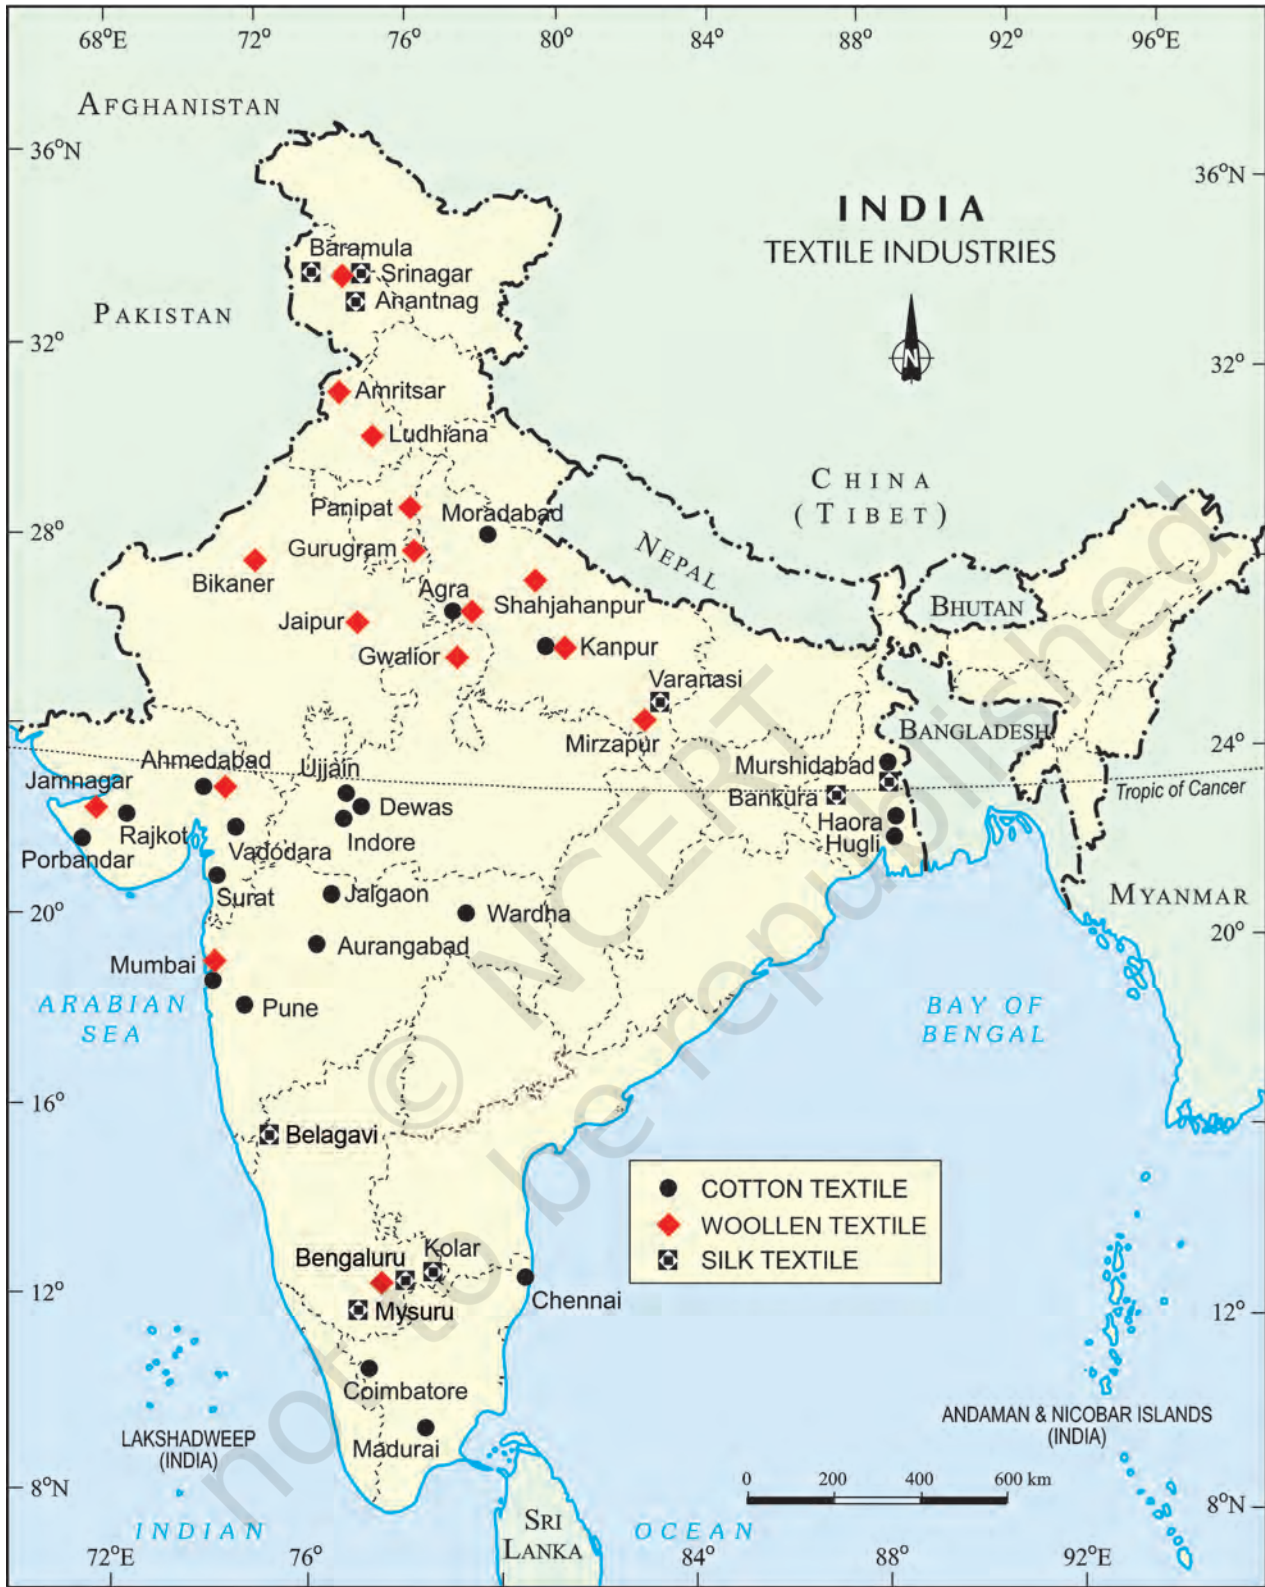 68°E 72° 76° 80° 84° 88° 92° 96°E
AFGHANISTAN
36°N
36°N
INDIA
TEXTILE INDUSTRIES
Baramula
Srinagar
Anantnag
PAKISTAN
N
32°
32°
Amritsar
Ludhiana
CHINA
(TIBET)
Panipat
Moradabad
28°
28°
Gurugram
NEPAL
Bikaner
Agra
Shahjahanpur
BHUTAN
Jaipur
Kanpur
Gwalior
Varanasi
Mirzapur
BANGLADESH
24°
Ahmedabad
Ujjain
Murshidabad
Jamnagar
Tropic of Cancer
Bankura
Dewas
Rajkot
Haora
Vadodara
Indore
Hugli
Porbandar
Surat
Jalgaon
MYANMAR
20°
Wardha
20°
Aurangabad
Mumbai
ARABIAN
SEA
Pune
BAY OF
BENGAL
16°
Belagavi
COTTON TEXTILE
WOOLLEN TEXTILE
SILK TEXTILE
Kolar
Bengaluru
12°
Chennai
12°
Mysuru
Coimbatore
ANDAMAN & NICOBAR ISLANDS
(INDIA)
LAKSHADWEEP
(INDIA)
Madurai
0 200 400 600 km
8°N
8°N
INDIAN OCEAN
SRI
LANKA
72°E 76° 84° 88° 92°E
© NCERT
not to be republished